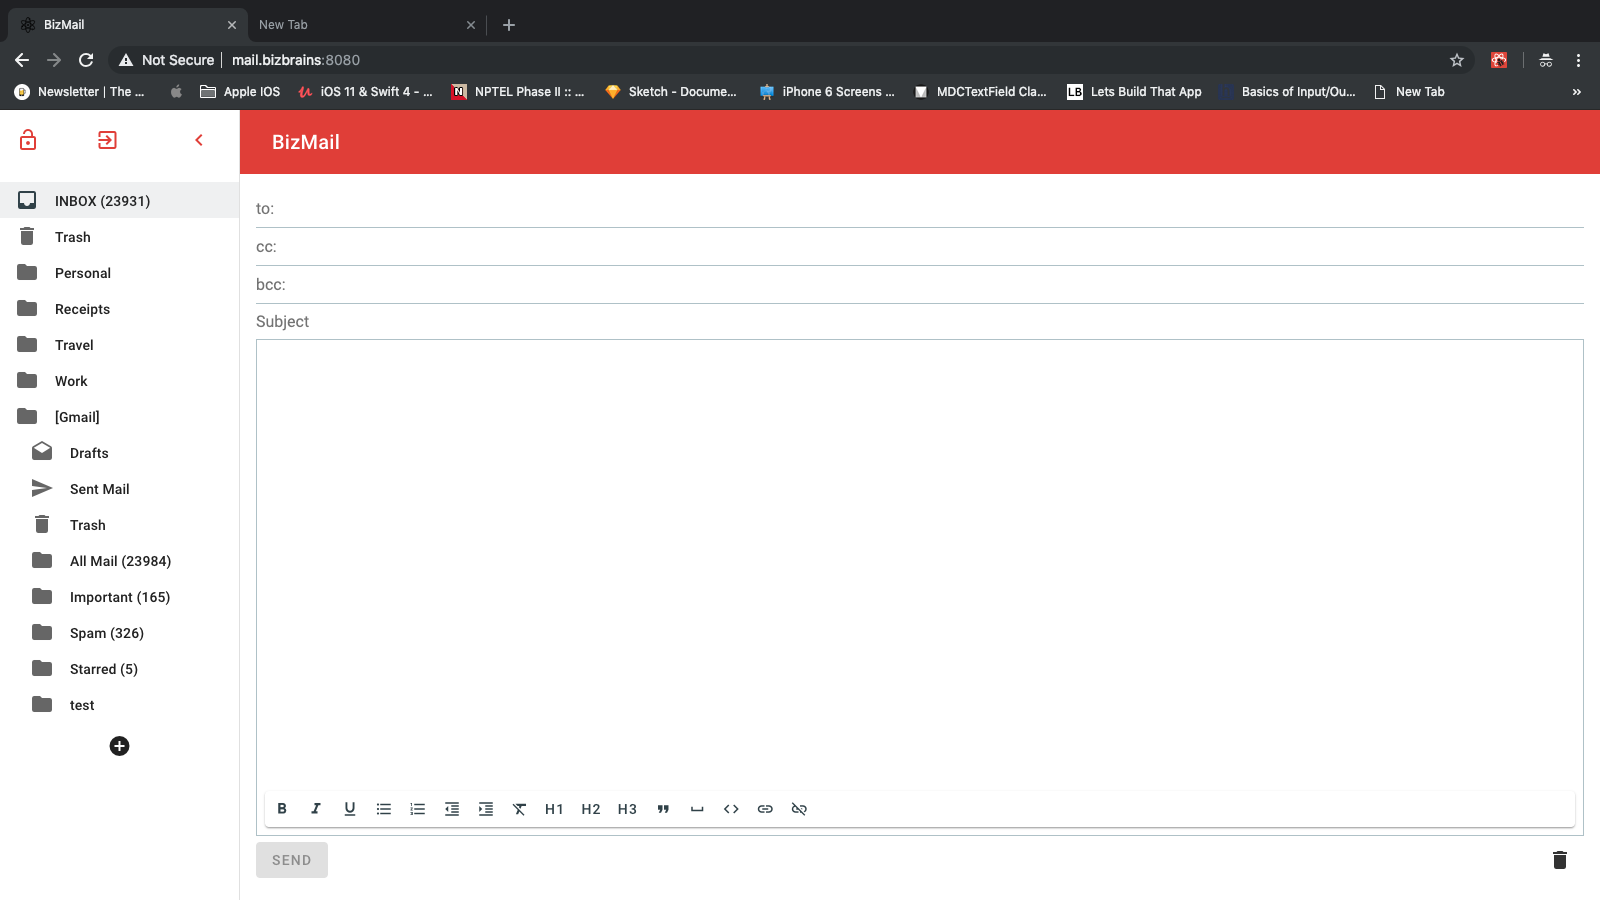 BizMail
New Tab
Not Secure mail.bizbrains:8080
Newsletter | The ... Apple IOS iOS 11 & Swift 4 - ... NPTEL Phase II :: ... Sketch - Docume... iPhone 6 Screens ... MDCTextField Cla... LB Lets Build That App Basics of Input/Ou... New Tab »
BizMail
INBOX (23931)
Trash
Personal
Receipts
Travel
Work
[Gmail]
Drafts
Sent Mail
Trash
All Mail (23984)
Important (165)
Spam (326)
Starred (5)
test
to:
cc:
bcc:
Subject
B I U H1 H2 H3
SEND